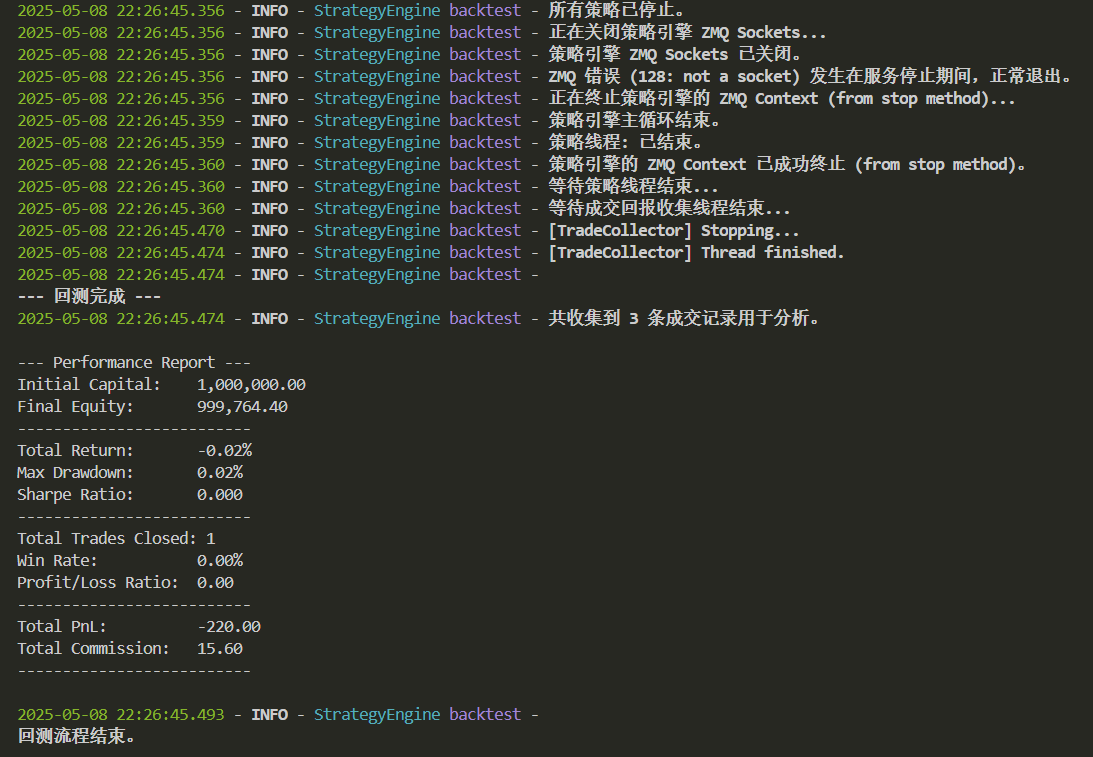 2025-05-08 22:26:45.356 - INFO - StrategyEngine backtest - 所有策略已停止。
2025-05-08 22:26:45.356 - INFO - StrategyEngine backtest - 正在关闭策略引擎 ZMQ Sockets...
2025-05-08 22:26:45.356 - INFO - StrategyEngine backtest - 策略引擎 ZMQ Sockets 已关闭。
2025-05-08 22:26:45.356 - INFO - StrategyEngine backtest - ZMQ 错误 (128: not a socket) 发生在服务停止期间，正常退出。
2025-05-08 22:26:45.356 - INFO - StrategyEngine backtest - 正在终止策略引擎的 ZMQ Context (from stop method)...
2025-05-08 22:26:45.359 - INFO - StrategyEngine backtest - 策略引擎主循环结束。
2025-05-08 22:26:45.359 - INFO - StrategyEngine backtest - 策略线程: 已结束。
2025-05-08 22:26:45.360 - INFO - StrategyEngine backtest - 策略引擎的 ZMQ Context 已成功终止 (from stop method)。
2025-05-08 22:26:45.360 - INFO - StrategyEngine backtest - 等待策略线程结束...
2025-05-08 22:26:45.360 - INFO - StrategyEngine backtest - 等待成交回报收集线程结束...
2025-05-08 22:26:45.470 - INFO - StrategyEngine backtest - [TradeCollector] Stopping...
2025-05-08 22:26:45.474 - INFO - StrategyEngine backtest - [TradeCollector] Thread finished.
2025-05-08 22:26:45.474 - INFO - StrategyEngine backtest -
--- 回测完成 ---
2025-05-08 22:26:45.474 - INFO - StrategyEngine backtest - 共收集到 3 条成交记录用于分析。
--- Performance Report ---
Initial Capital: 1,000,000.00
Final Equity: 999,764.40
--------------------------
Total Return: -0.02%
Max Drawdown: 0.02%
Sharpe Ratio: 0.000
--------------------------
Total Trades Closed: 1
Win Rate: 0.00%
Profit/Loss Ratio: 0.00
--------------------------
Total PnL: -220.00
Total Commission: 15.60
--------------------------
2025-05-08 22:26:45.493 - INFO - StrategyEngine backtest -
回测流程结束。